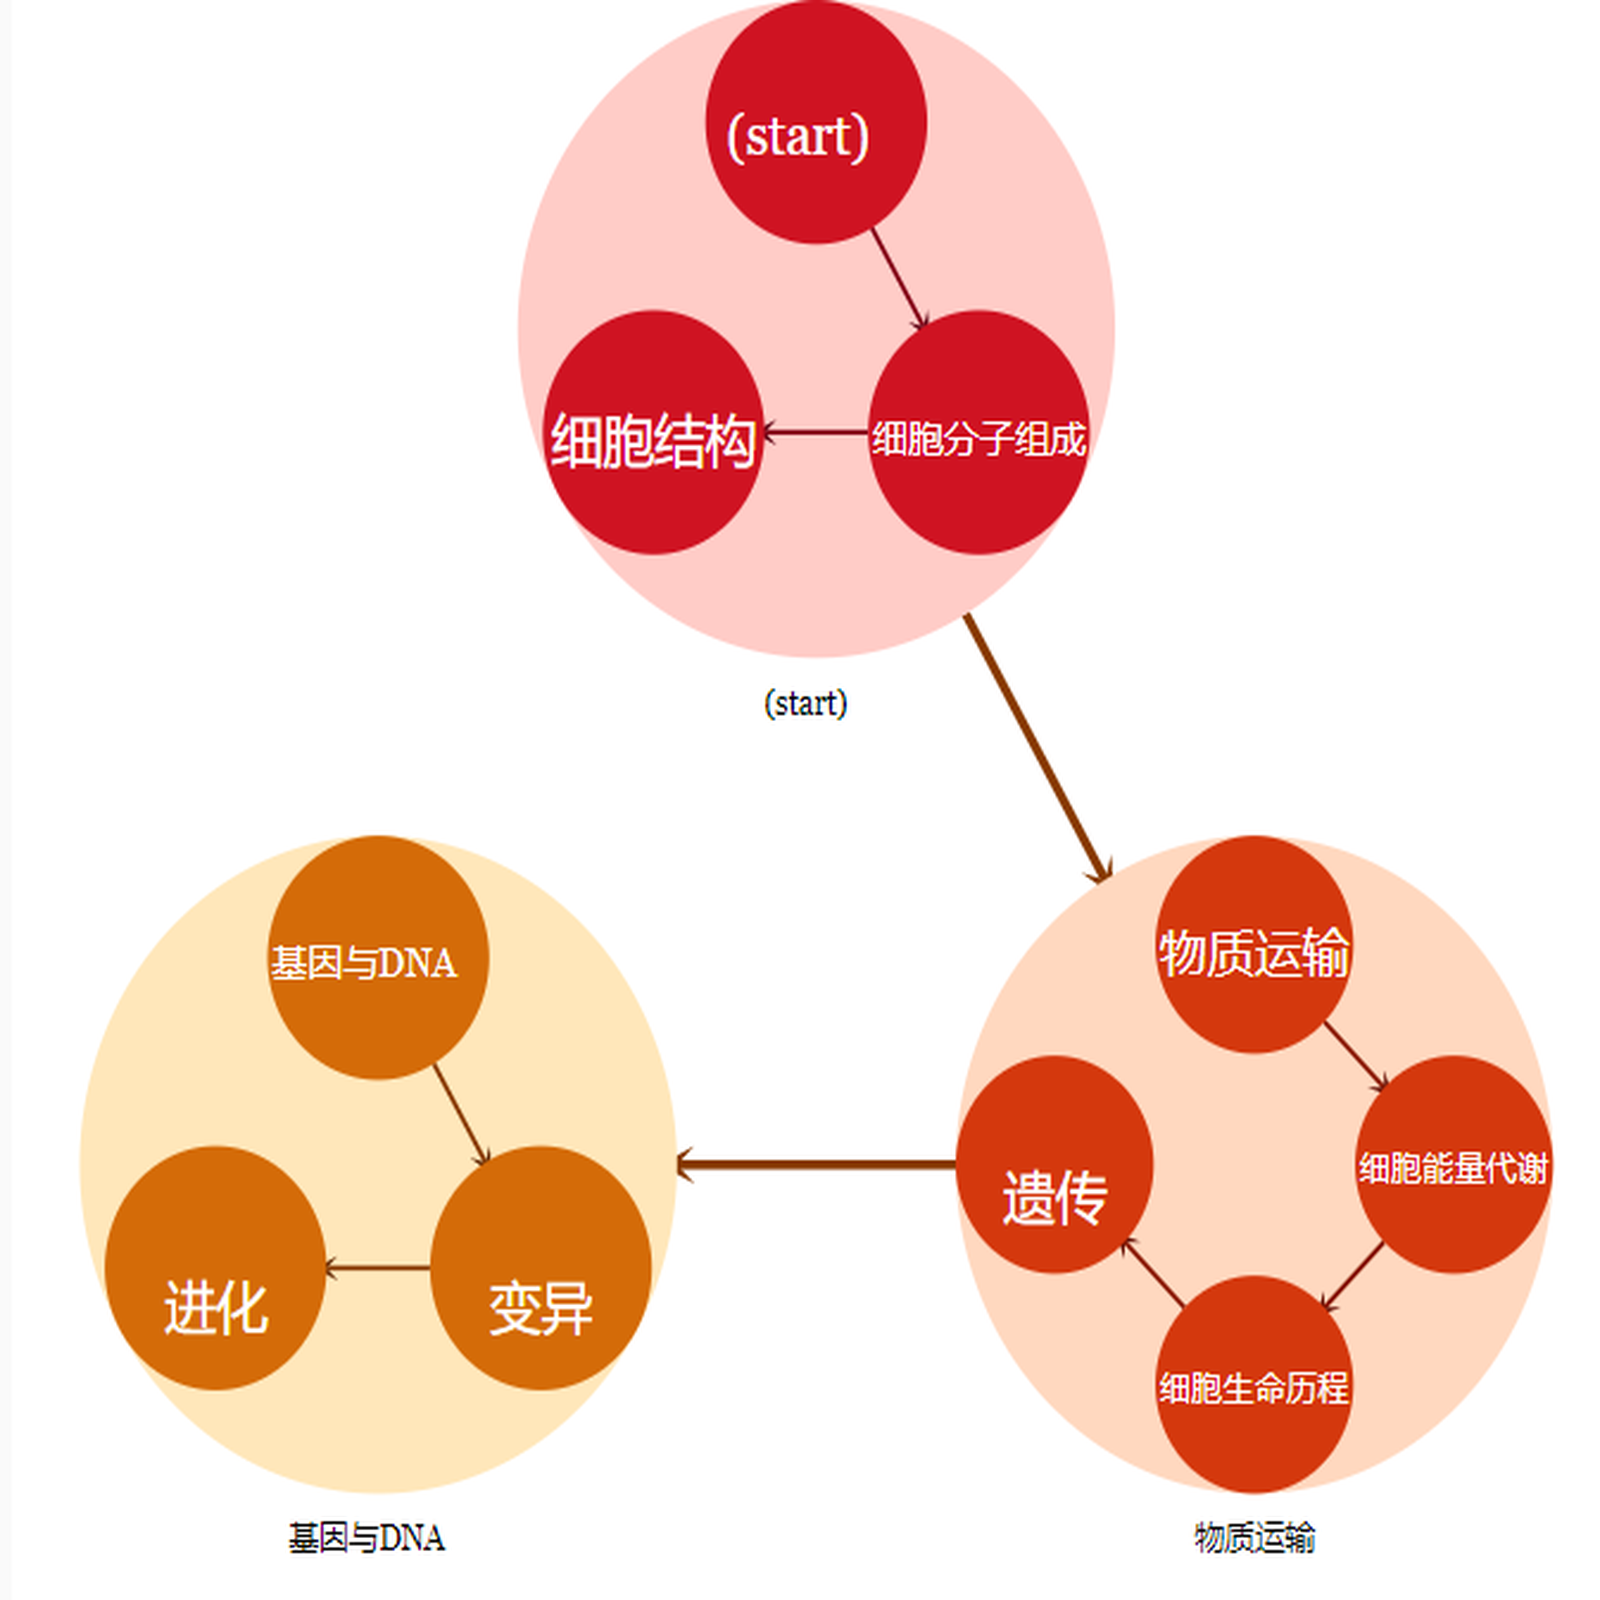 (start)
细胞结构
细胞分子组成
(start)
基因与DNA
进化
变异
基因与DNA
物质运输
细胞能量代谢
遗传
细胞生命历程
物质运输